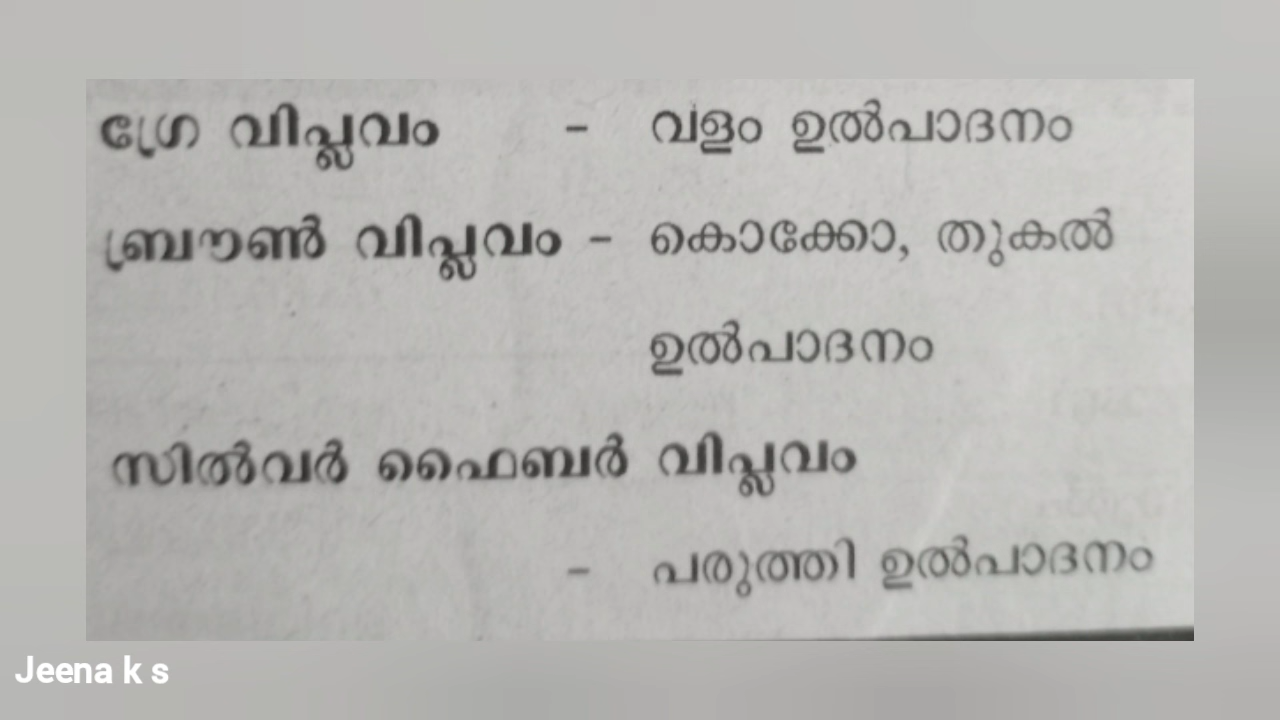 ഗ്രേ വിപ്ലവം - വളം ഉൽപാദനം
ബ്രൗൺ വിപ്ലവം - കൊക്കോ, തുകൽ
ഉൽപാദനം
സിൽവർ ഫൈബർ വിപ്ലവം
- പരുത്തി ഉൽപാദനം
Jeena k s